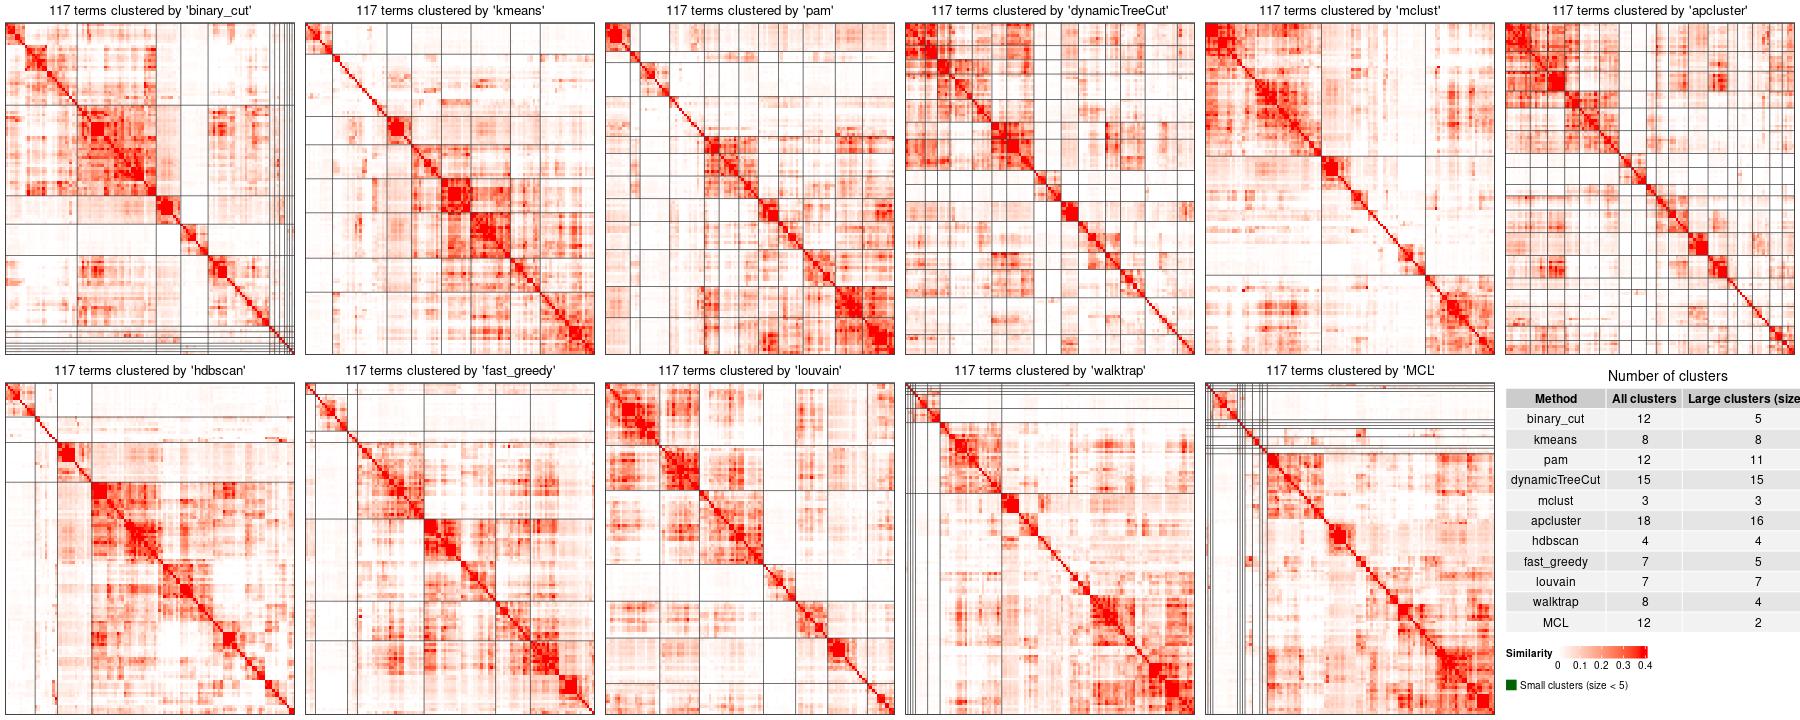 117 terms clustered by 'binary_cut'
117 terms clustered by 'kmeans'
117 terms clustered by 'pam'
117 terms clustered by 'dynamicTreeCut'
117 terms clustered by 'mclust'
117 terms clustered by 'apcluster'
117 terms clustered by 'hdbscan'
117 terms clustered by 'fast_greedy'
117 terms clustered by 'louvain'
117 terms clustered by 'walktrap'
117 terms clustered by 'MCL'
Number of clusters
Method All clusters Large clusters (size
binary_cut 12 5
kmeans 8 8
pam 12 11
dynamicTreeCut 15 15
mclust 3 3
apcluster 18 16
hdbscan 4 4
fast_greedy 7 5
louvain 7 7
walktrap 8 4
MCL 12 2
Similarity
0 0.1 0.2 0.3 0.4
Small clusters (size < 5)